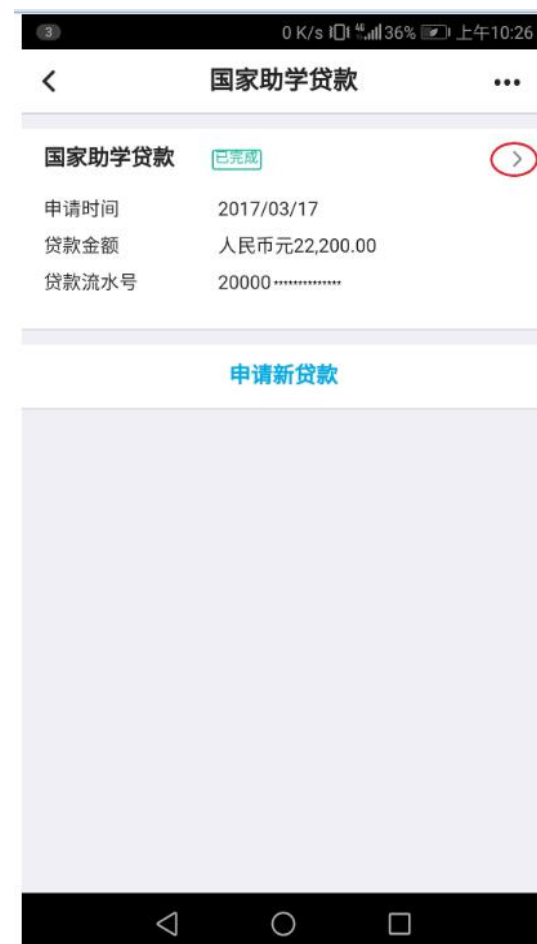 3 0 K/s 46 36% 上午10:26
国家助学贷款
国家助学贷款 已完成
申请时间 2017/03/17
贷款金额 人民币元22,200.00
贷款流水号 20000**************
申请新贷款